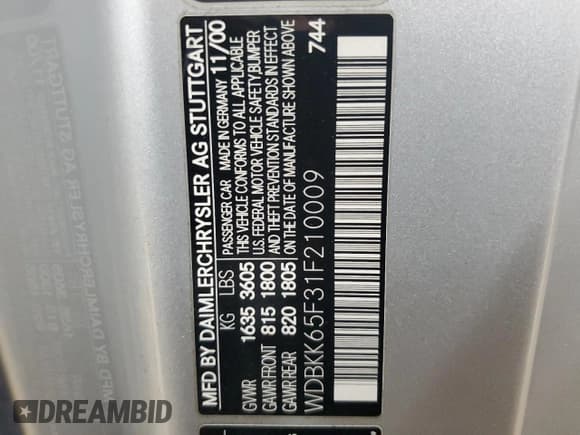 MFD BY DAIMLERCHRYSLER AG STUTTGART
PASSENGER CAR MADE IN GERMANY 11/00
KG LBS THIS VEHICLE CONFORMS TO ALL APPLICABLE
GVWR 1635 3605 U.S. FEDERAL MOTOR VEHICLE SAFETY, BUMPER
GAWR FRONT 815 1800 AND THEFT PREVENTION STANDARDS IN EFFECT
GAWR REAR 820 1805 ON THE DATE OF MANUFACTURE SHOWN ABOVE
WDBKK65F31F210009 744
DREAMBID